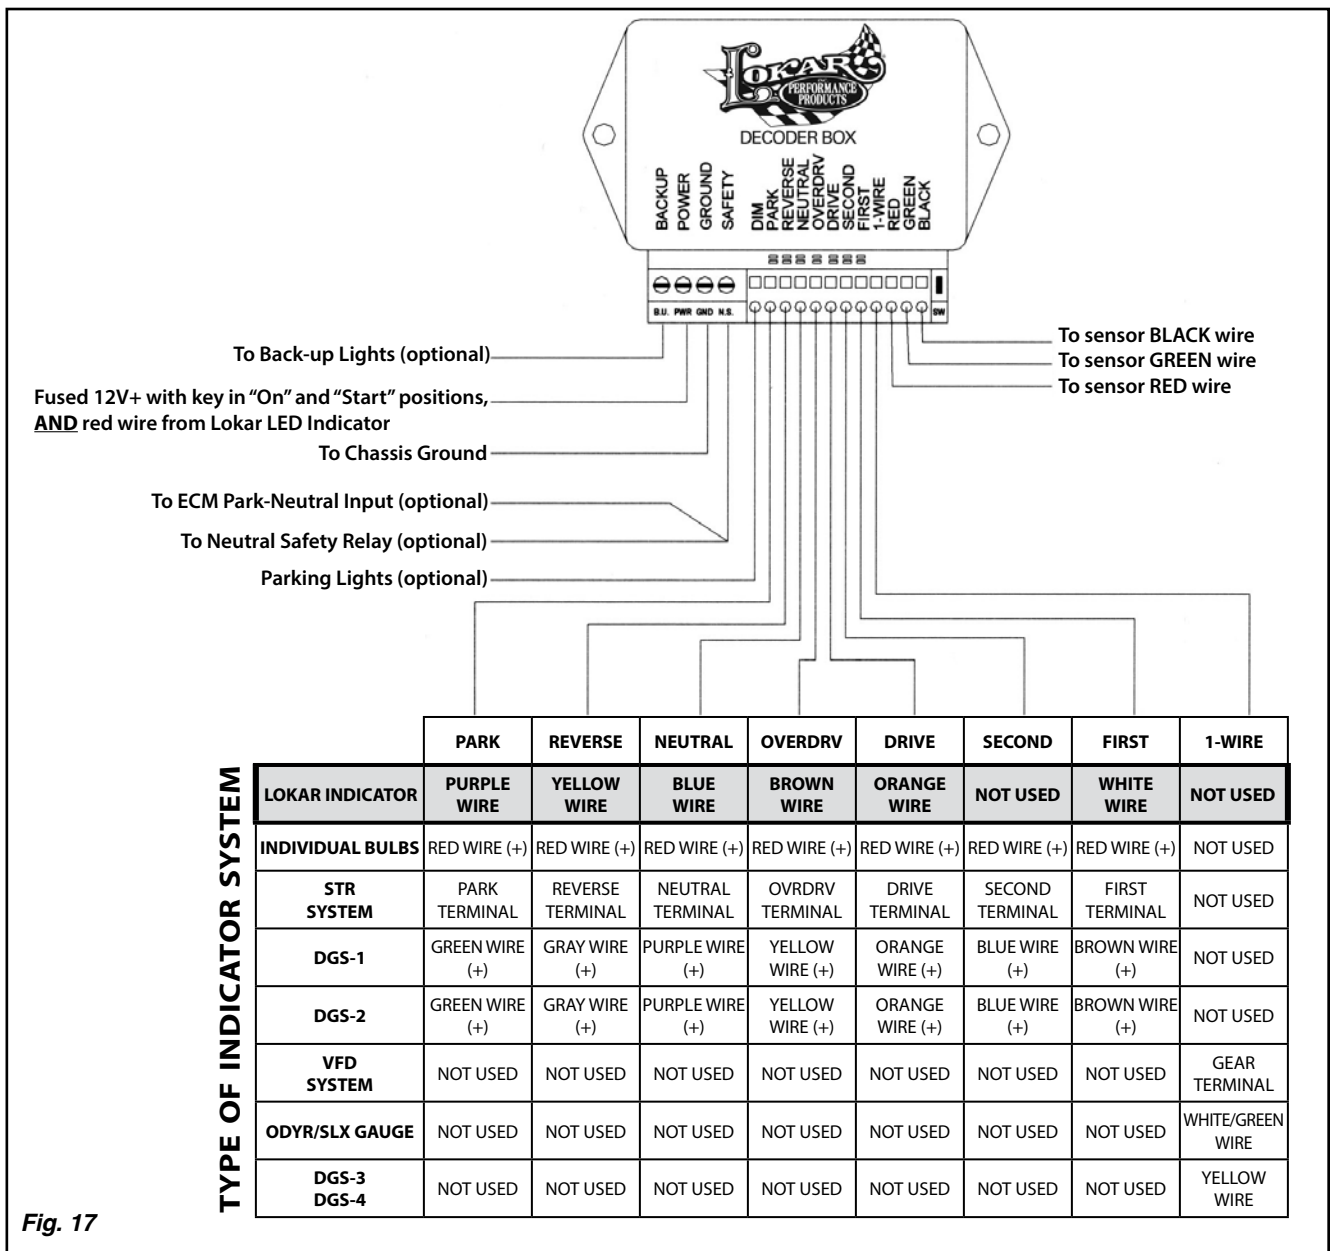 LOKAR
INC
PERFORMANCE
PRODUCTS
DECODER BOX
BACKUP
POWER
GROUND
SAFETY
DIM
PARK
REVERSE
NEUTRAL
OVERDRV
DRIVE
SECOND
FIRST
1-WIRE
RED
GREEN
BLACK
B.U. PWR GND N.S. SW
To Back-up Lights (optional)
Fused 12V+ with key in “On” and “Start” positions,
AND red wire from Lokar LED Indicator
To Chassis Ground
To ECM Park-Neutral Input (optional)
To Neutral Safety Relay (optional)
Parking Lights (optional)
To sensor BLACK wire
To sensor GREEN wire
To sensor RED wire
TYPE OF INDICATOR SYSTEM
PARK REVERSE NEUTRAL OVERDRV DRIVE SECOND FIRST 1-WIRE
LOKAR INDICATOR PURPLE WIRE YELLOW WIRE BLUE WIRE BROWN WIRE ORANGE WIRE NOT USED WHITE WIRE NOT USED
INDIVIDUAL BULBS RED WIRE (+) RED WIRE (+) RED WIRE (+) RED WIRE (+) RED WIRE (+) RED WIRE (+) RED WIRE (+) NOT USED
STR SYSTEM PARK TERMINAL REVERSE TERMINAL NEUTRAL TERMINAL OVRDRV TERMINAL DRIVE TERMINAL SECOND TERMINAL FIRST TERMINAL NOT USED
DGS-1 GREEN WIRE (+) GRAY WIRE (+) PURPLE WIRE (+) YELLOW WIRE (+) ORANGE WIRE (+) BLUE WIRE (+) BROWN WIRE (+) NOT USED
DGS-2 GREEN WIRE (+) GRAY WIRE (+) PURPLE WIRE (+) YELLOW WIRE (+) ORANGE WIRE (+) BLUE WIRE (+) BROWN WIRE (+) NOT USED
VFD SYSTEM NOT USED NOT USED NOT USED NOT USED NOT USED NOT USED NOT USED GEAR TERMINAL
ODYR/SLX GAUGE NOT USED NOT USED NOT USED NOT USED NOT USED NOT USED NOT USED WHITE/GREEN WIRE
DGS-3 DGS-4 NOT USED NOT USED NOT USED NOT USED NOT USED NOT USED NOT USED YELLOW WIRE
Fig. 17